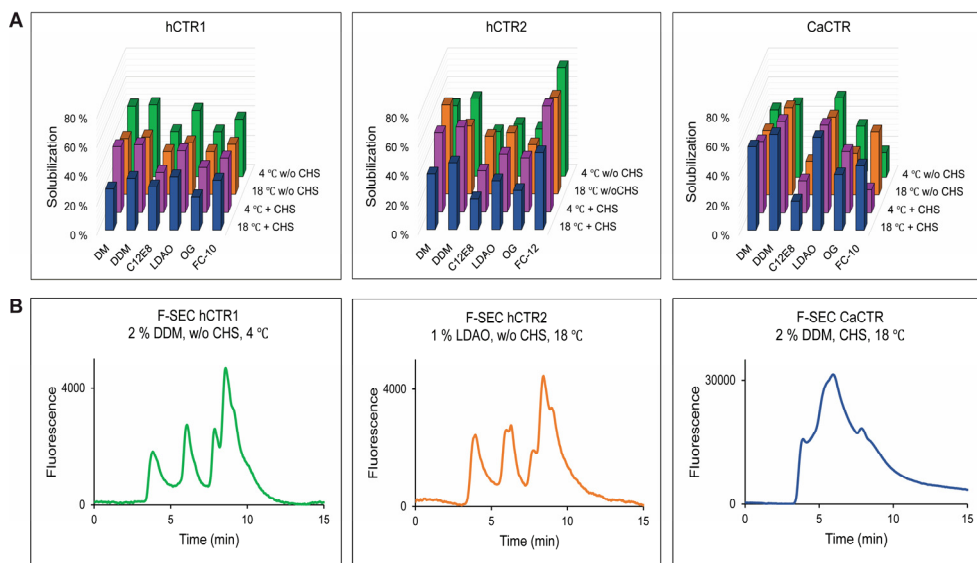 A
hCTR1
Solubilization
80 %
60 %
40 %
20 %
0 %
4 ℃ w/o CHS
18 ℃ w/o CHS
4 ℃ + CHS
18 ℃ + CHS
DM
DDM
C12E8
LDAO
OG
FC-10
hCTR2
Solubilization
80 %
60 %
40 %
20 %
0 %
4 ℃ w/o CHS
18 ℃ w/oCHS
4 ℃ + CHS
18 ℃ + CHS
DM
DDM
C12E8
LDAO
OG
FC-12
CaCTR
Solubilization
80 %
60 %
40 %
20 %
0 %
4 ℃ w/o CHS
18 ℃ w/o CHS
4 ℃ + CHS
18 ℃ + CHS
DM
DDM
C12E8
LDAO
OG
FC-10
B
F-SEC hCTR1
2 % DDM, w/o CHS, 4 ℃
Fluorescence
4000
0
0 5 10 15
Time (min)
F-SEC hCTR2
1 % LDAO, w/o CHS, 18 ℃
Fluorescence
4000
0
0 5 10 15
Time (min)
F-SEC CaCTR
2 % DDM, CHS, 18 ℃
Fluorescence
30000
0
0 5 10 15
Time (min)